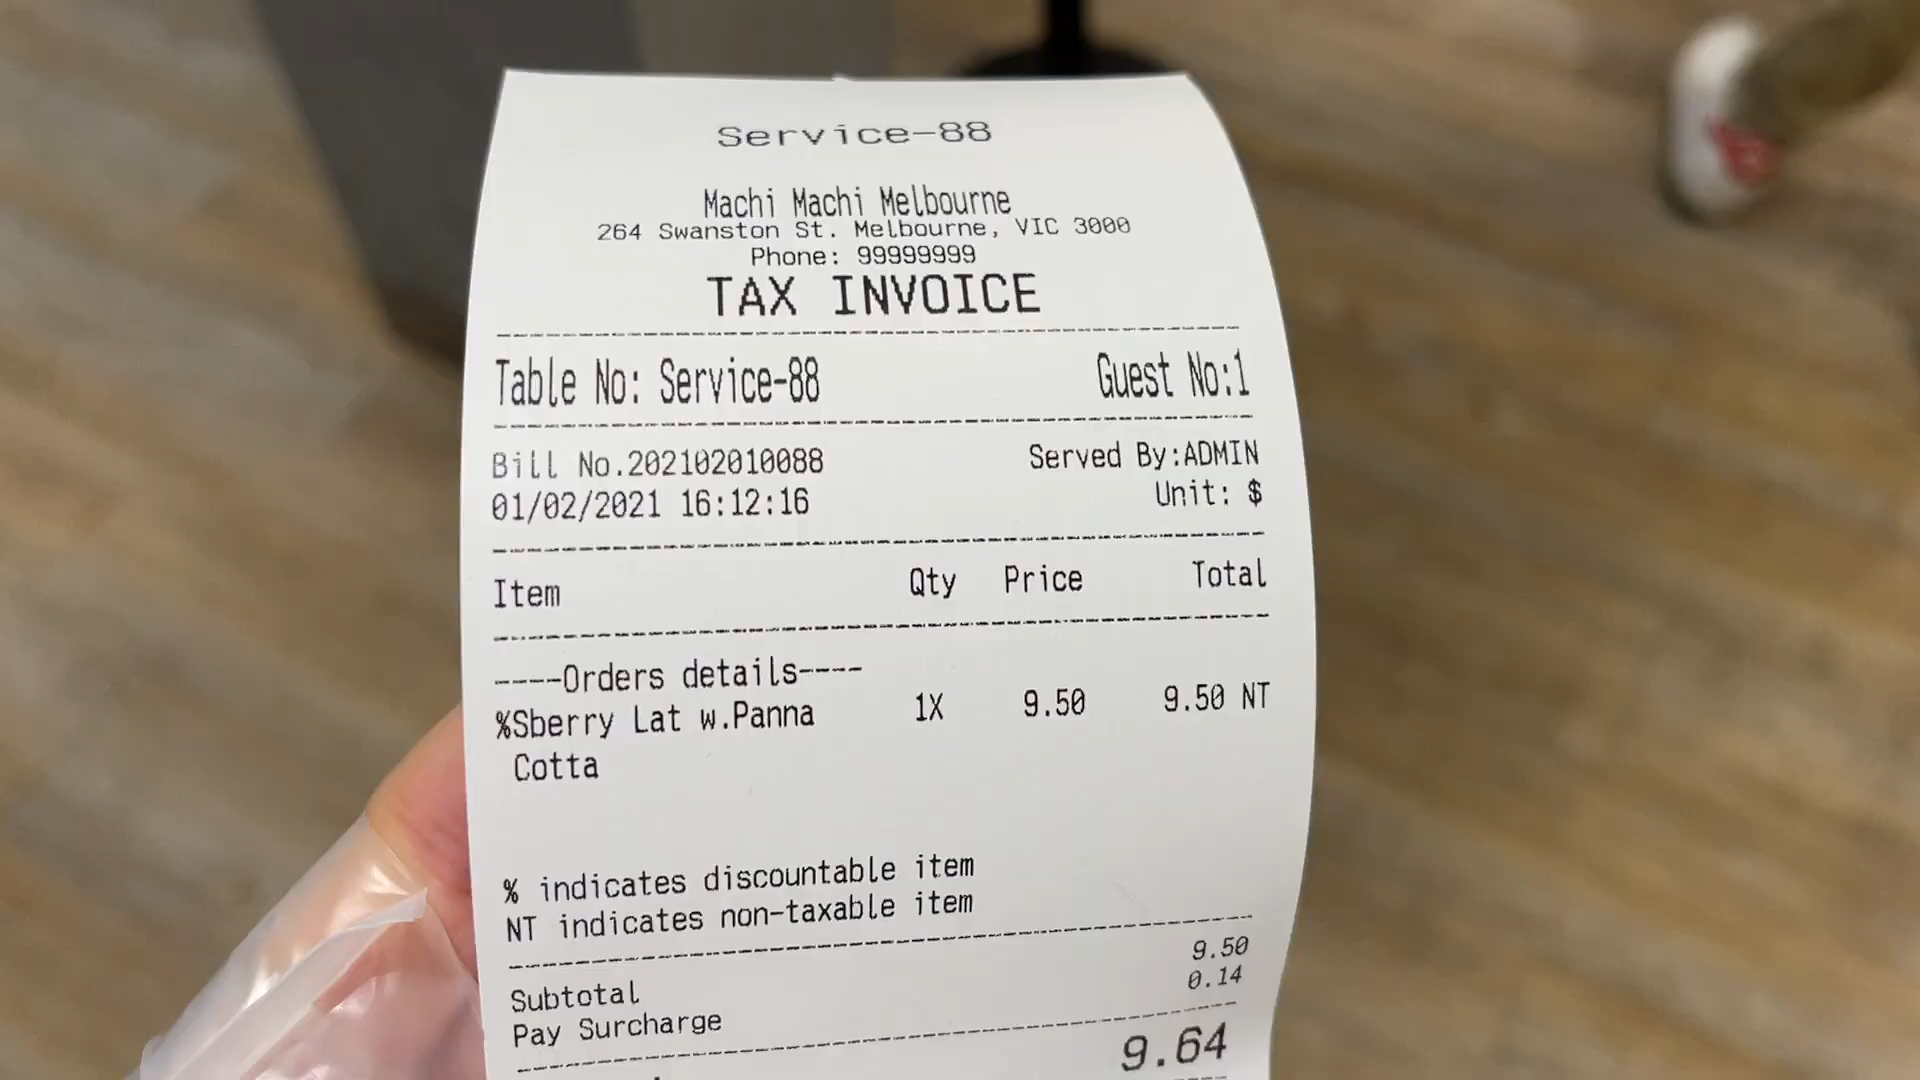 Service-88
Machi Machi Melbourne
264 Swanston St. Melbourne, VIC 3000
Phone: 99999999
TAX INVOICE
Table No: Service-88 Guest No:1
Bill No.202102010088 Served By:ADMIN
01/02/2021 16:12:16 Unit: $
Item Qty Price Total
----Orders details----
%Sberry Lat w.Panna 1X 9.50 9.50 NT
Cotta
% indicates discountable item
NT indicates non-taxable item
Subtotal 9.50
Pay Surcharge 0.14
9.64